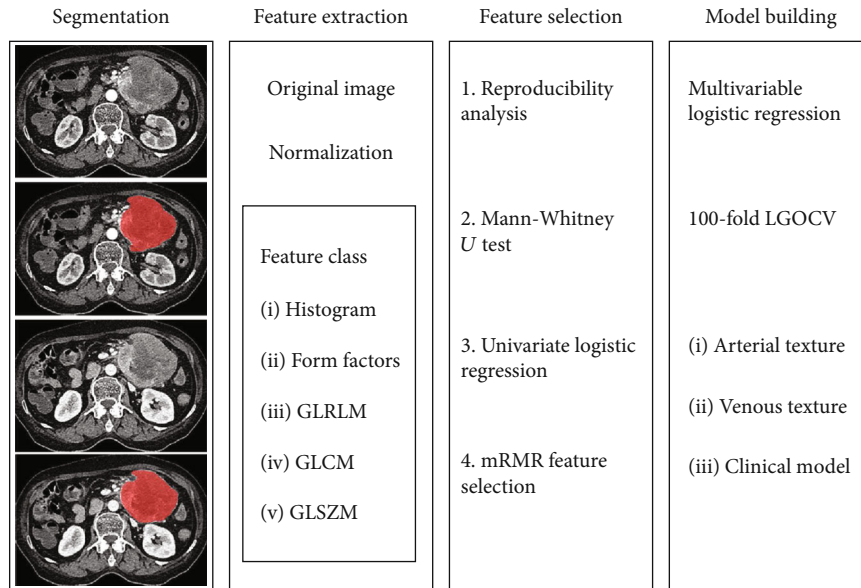 Segmentation
Feature extraction
Original image
Normalization
Feature class
(i) Histogram
(ii) Form factors
(iii) GLRLM
(iv) GLCM
(v) GLSZM
Feature selection
1. Reproducibility
analysis
2. Mann-Whitney
U test
3. Univariate logistic
regression
4. mRMR feature
selection
Model building
Multivariable
logistic regression
100-fold LGOCV
(i) Arterial texture
(ii) Venous texture
(iii) Clinical model